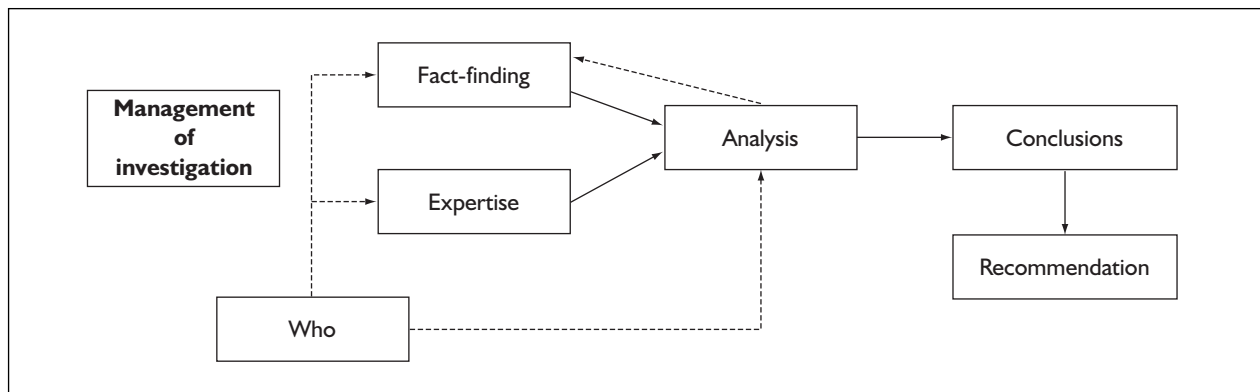 Fact-finding
Management
of
investigation
Analysis
Conclusions
Expertise
Recommendation
Who